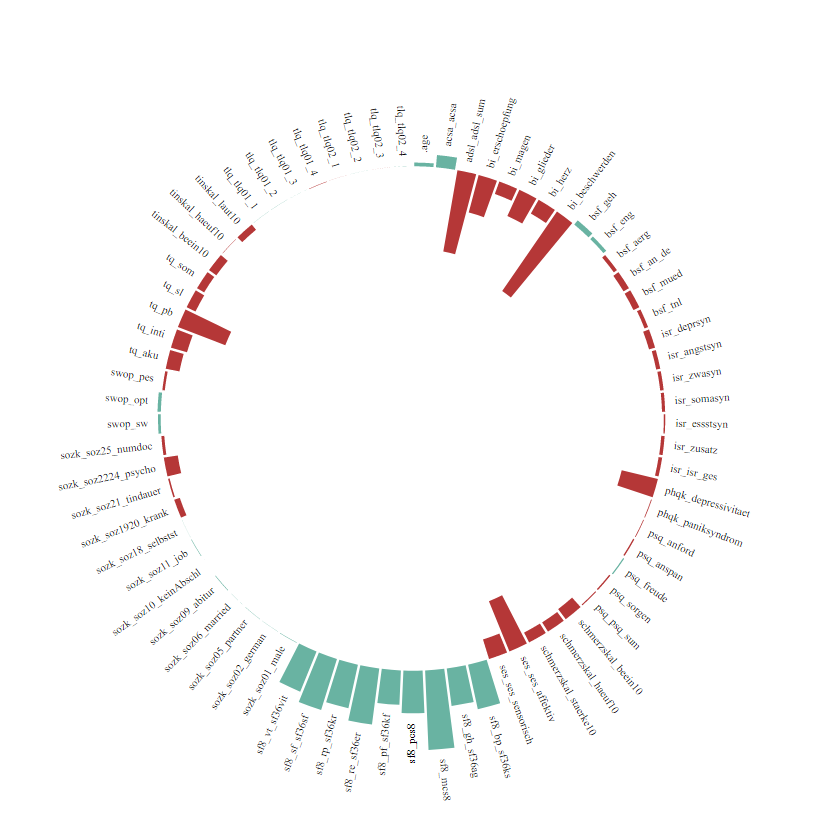 age
acsa_acsa
adsl_adsl_sum
bi_erschoepfung
bi_magen
bi_glieder
bi_herz
bi_beschwerden
bsf_geh
bsf_eng
bsf_aerg
bsf_an_de
bsf_mued
bsf_tnl
isr_deprsyn
isr_angstsyn
isr_zwasyn
isr_somasyn
isr_essstsyn
isr_zusatz
isr_isr_ges
phqk_depressivitaet
phqk_paniksyndrom
psq_anford
psq_anspan
psq_freude
psq_sorgen
psq_psq_sum
schmerzskal_beein10
schmerzskal_haeuf10
schmerzskal_staerke10
ses_ses_affektiv
ses_ses_sensorisch
sf8_bp_sf36ks
sf8_gh_sf36ag
sf8_mcs8
sf8_pcs8
sf8_pf_sf36kf
sf8_re_sf36er
sf8_rp_sf36kr
sf8_sf_sf36sf
sf8_vt_sf36vit
sozk_soz01_male
sozk_soz02_german
sozk_soz05_partner
sozk_soz06_married
sozk_soz09_abitur
sozk_soz10_keinAbschl
sozk_soz11_job
sozk_soz18_selbstst
sozk_soz1920_krank
sozk_soz21_tindauer
sozk_soz2224_psycho
sozk_soz25_numdoc
swop_sw
swop_opt
swop_pes
tq_aku
tq_inti
tq_pb
tq_sl
tq_som
tinskal_beein10
tinskal_haeuf10
tinskal_laut10
tlq_tlq01_1
tlq_tlq01_2
tlq_tlq01_3
tlq_tlq01_4
tlq_tlq02_1
tlq_tlq02_2
tlq_tlq02_3
tlq_tlq02_4